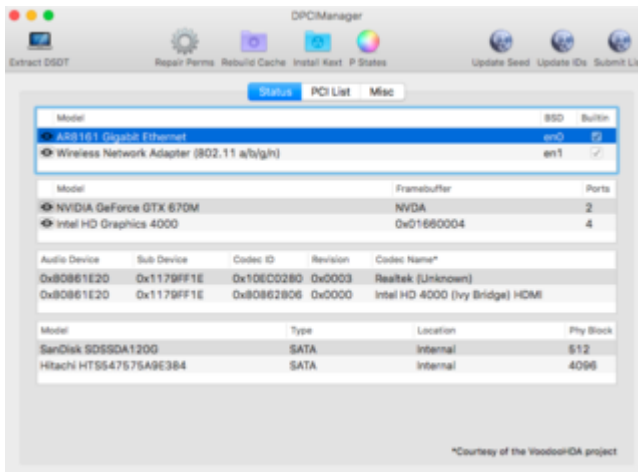 DPCIManager
Extract DSDT Repair Perms Rebuild Cache Install Kext P States Update Seed Update IDs Submit
Status PCI List Misc
Model BSD Builtin
AR8161 Gigabit Ethernet en0
Wireless Network Adapter (802.11 a/b/g/n) en1
Model Framebuffer Ports
NVIDIA GeForce GTX 670M NVDA 2
Intel HD Graphics 4000 0x01660004 4
Audio Device Sub Device Codec ID Revision Codec Name*
0x80861E20 0x1179FF1E 0x10EC0280 0x0003 Realtek (Unknown)
0x80861E20 0x1179FF1E 0x80862806 0x0000 Intel HD 4000 (Ivy Bridge) HDMI
Model Type Location Phy Block
SanDisk SDSSDA120G SATA Internal 512
Hitachi HTS547575A9E384 SATA Internal 4096
*Courtesy of the VoodooHDA project